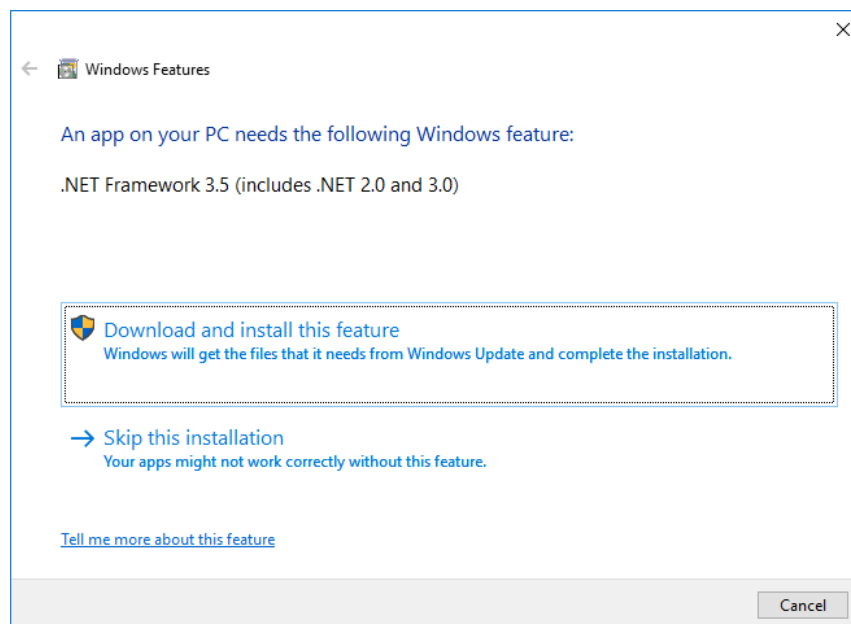 Windows Features
An app on your PC needs the following Windows feature:
.NET Framework 3.5 (includes .NET 2.0 and 3.0)
Download and install this feature
Windows will get the files that it needs from Windows Update and complete the installation.
Skip this installation
Your apps might not work correctly without this feature.
Tell me more about this feature
Cancel